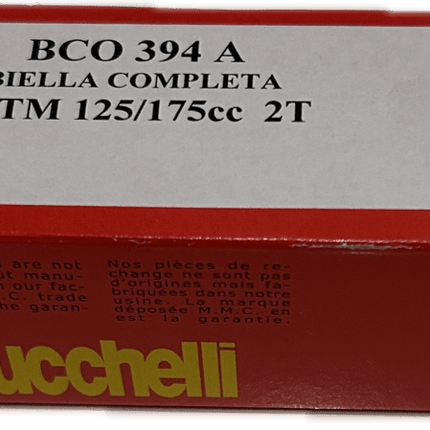 BCO 394 A
BIELLA COMPLETA
TM 125/175cc 2T
s are not
ut manu-
n our fac-
.C. trade
he garan-
Nos pièces de re-
change ne sont pas
d'origines mais fa-
briquées dans notre
usine. La marque
déposée M.M.C. en
est la garantie.
ucchelli